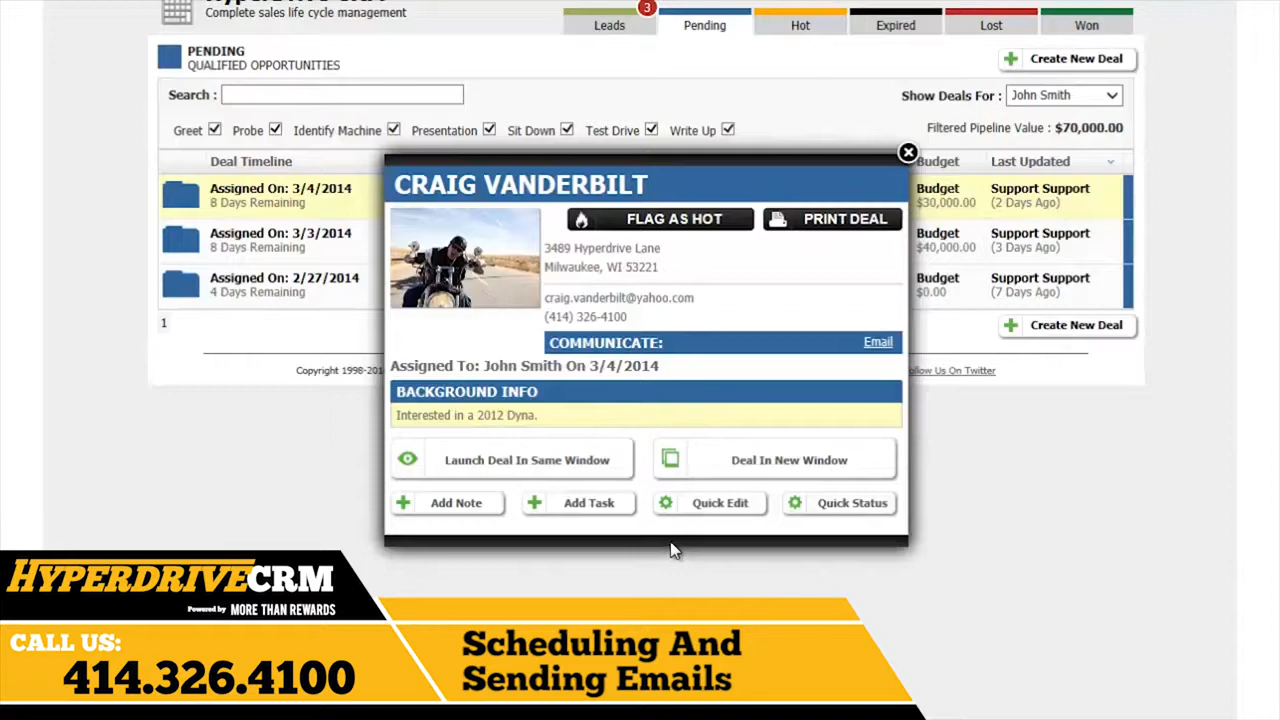 Complete sales life cycle management
3
Leads
Pending
Hot
Expired
Lost
Won
PENDING
QUALIFIED OPPORTUNITIES
Create New Deal
Search :
Show Deals For : John Smith
Greet Probe Identify Machine Presentation Sit Down Test Drive Write Up
Filtered Pipeline Value : $70,000.00
Deal Timeline
Budget
Last Updated
Assigned On: 3/4/2014
8 Days Remaining
Budget
$30,000.00
Support Support
(2 Days Ago)
Assigned On: 3/3/2014
8 Days Remaining
Budget
$40,000.00
Support Support
(3 Days Ago)
Assigned On: 2/27/2014
4 Days Remaining
Budget
$0.00
Support Support
(7 Days Ago)
1
Create New Deal
Us On Twitter
CRAIG VANDERBILT
FLAG AS HOT
PRINT DEAL
3489 Hyperdrive Lane
Milwaukee, WI 53221
craig.vanderbilt@yahoo.com
(414) 326-4100
COMMUNICATE:
Email
Assigned To: John Smith On 3/4/2014
BACKGROUND INFO
Interested in a 2012 Dyna.
Launch Deal In Same Window
Deal In New Window
Add Note
Add Task
Quick Edit
Quick Status
HYPERDRIVECRM
Powered by MORE THAN REWARDS
CALL US:
414.326.4100
Scheduling And
Sending Emails